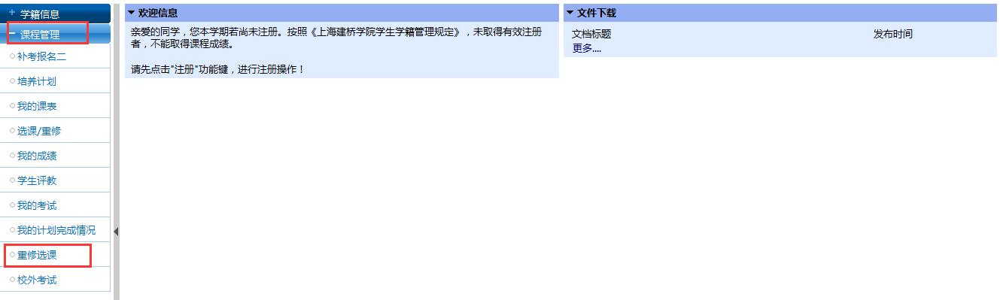 学籍信息
课程管理
补考报名二
培养计划
我的课表
选课/重修
我的成绩
学生评教
我的考试
我的计划完成情况
重修选课
校外考试
欢迎信息
亲爱的同学，您本学期若尚未注册。按照《上海建桥学院学生学籍管理规定》，未取得有效注册
者，不能取得课程成绩。
请先点击"注册"功能键，进行注册操作！
文件下载
文档标题 发布时间
更多....